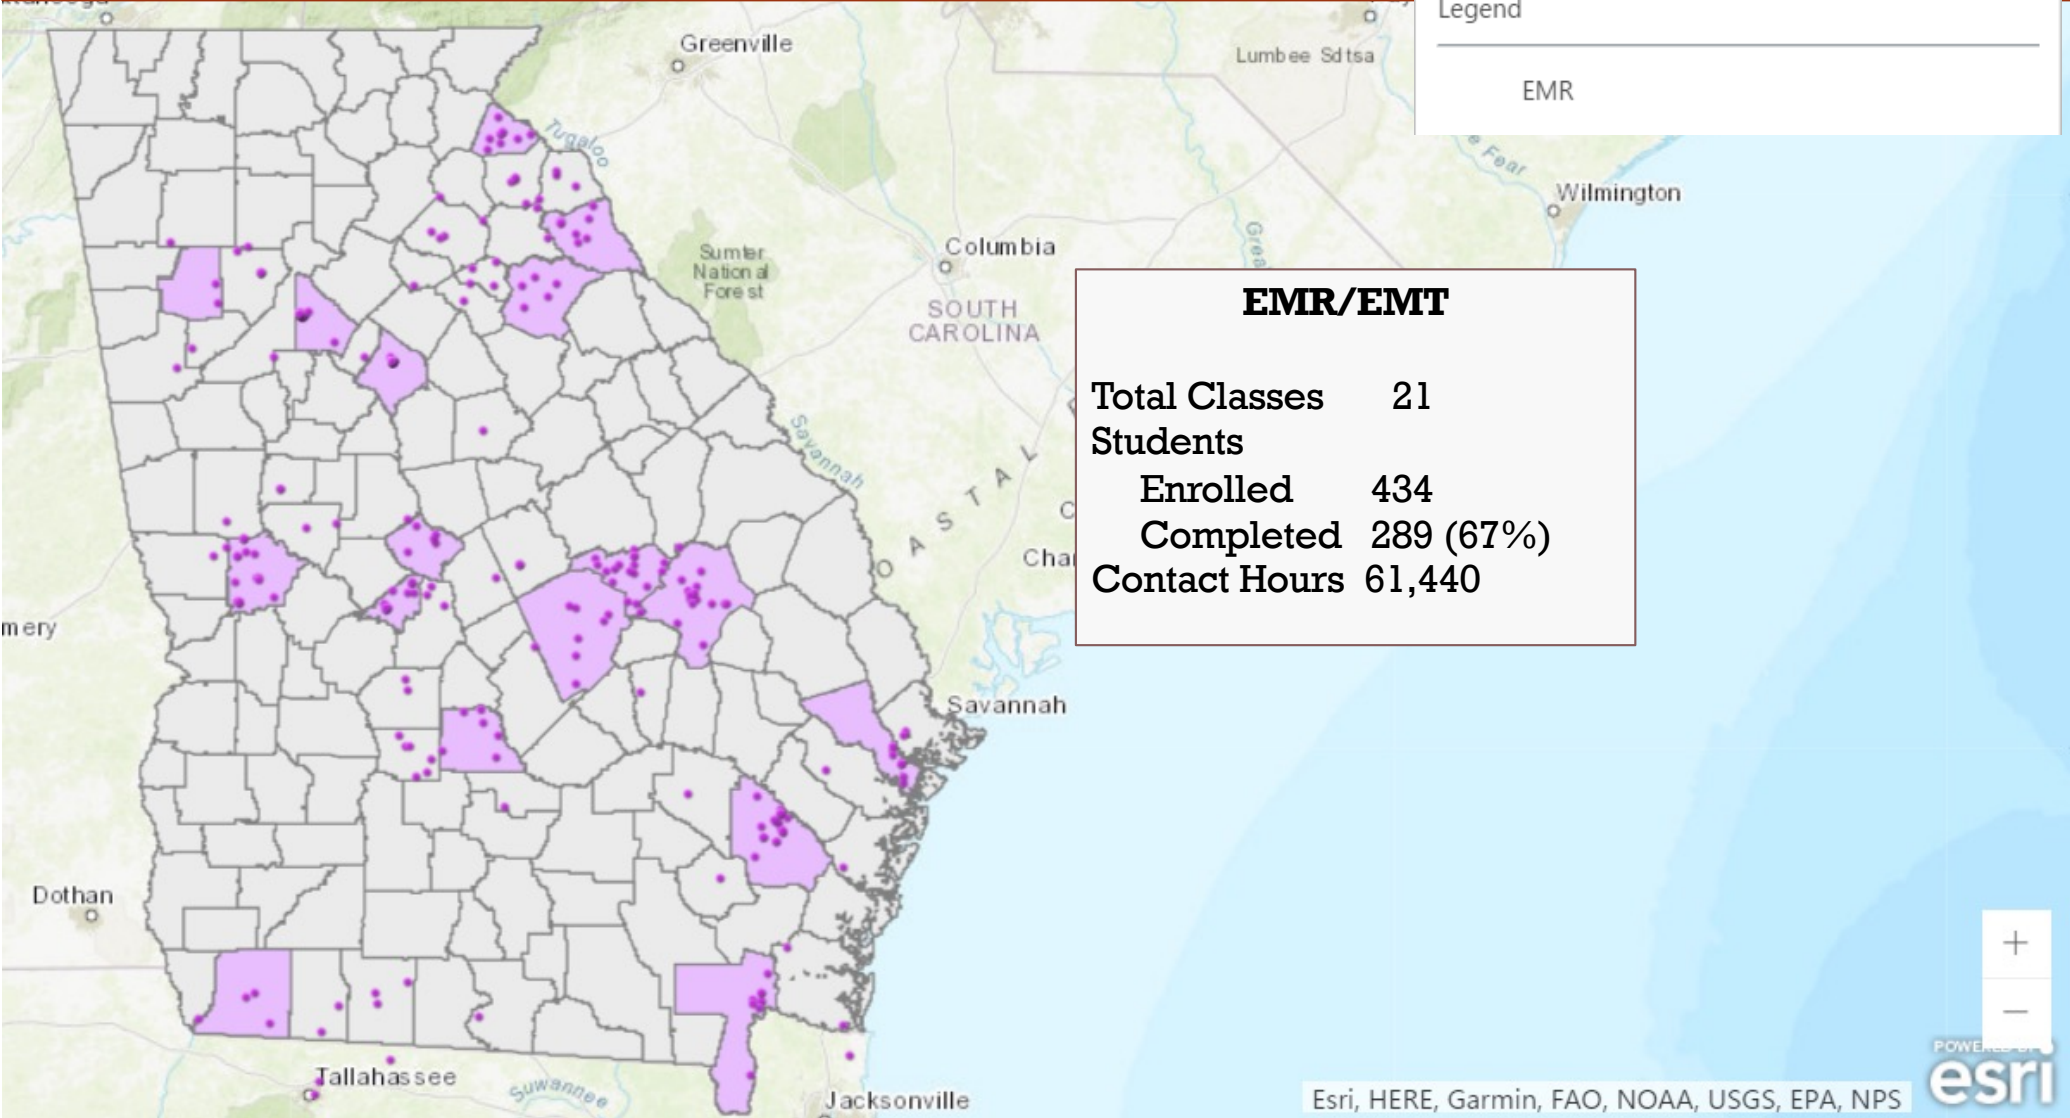 Legend
EMR
Greenville
Lumbee Sdtsa
Tugaloo
e Fear
Wilmington
Sumter
National
Forest
Columbia
SOUTH
CAROLINA
EMR/EMT
Total Classes 21
Students
Enrolled 434
Completed 289 (67%)
Contact Hours 61,440
Savannah
O A S T A L
Cha
mery
Savannah
Dothan
Tallahassee
Suwannee
Jacksonville
+
−
esri
Esri, HERE, Garmin, FAO, NOAA, USGS, EPA, NPS